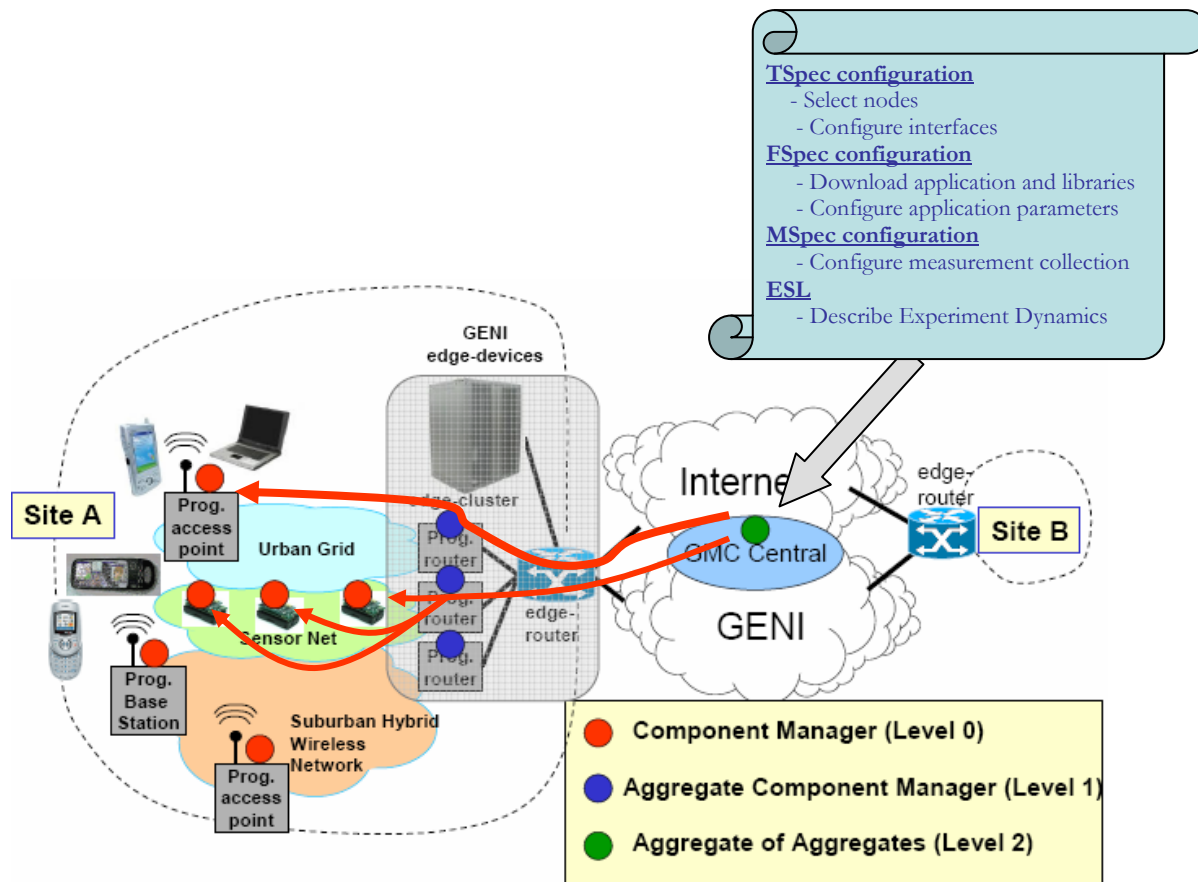 TSpec configuration
- Select nodes
- Configure interfaces
FSpec configuration
- Download application and libraries
- Configure application parameters
MSpec configuration
- Configure measurement collection
ESL
- Describe Experiment Dynamics
GENI
edge-devices
edge-cluster
Site A
Prog.
access
point
Urban Grid
Prog.
router
Prog.
router
Prog.
router
edge-
router
Sensor Net
Prog.
Base
Station
Suburban Hybrid
Wireless
Network
Prog.
access
point
Internet
GMC Central
GENI
edge-
router
Site B
Component Manager (Level 0)
Aggregate Component Manager (Level 1)
Aggregate of Aggregates (Level 2)